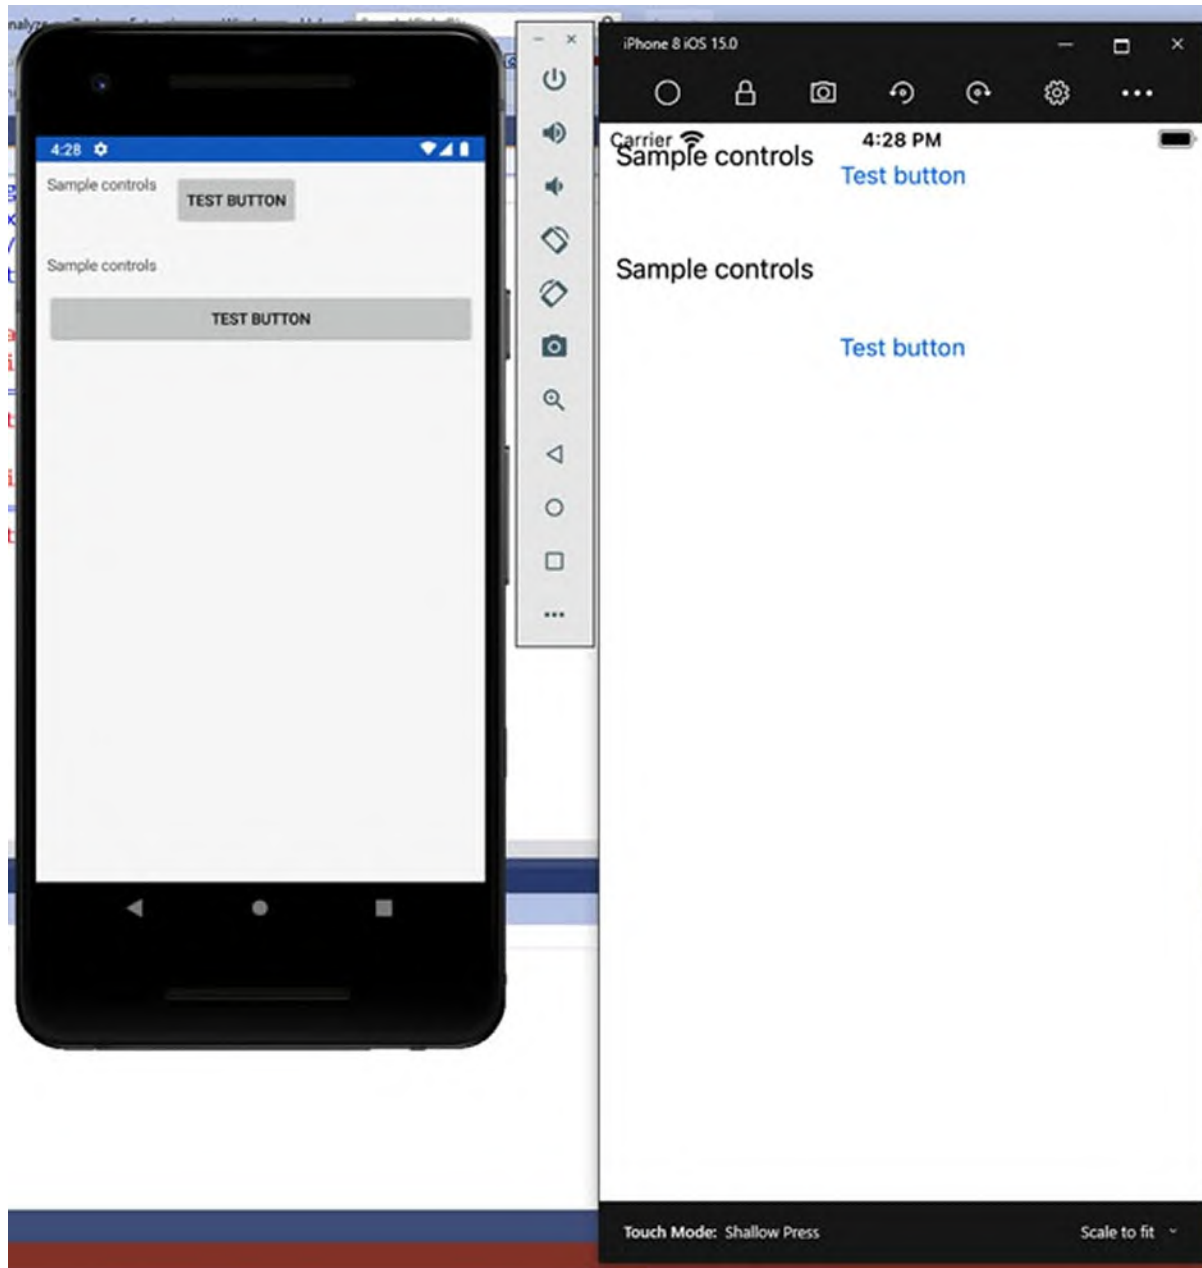 4:28
Sample controls
TEST BUTTON
Sample controls
TEST BUTTON
iPhone 8 iOS 15.0
Carrier
4:28 PM
Sample controls
Test button
Sample controls
Test button
Touch Mode: Shallow Press
Scale to fit